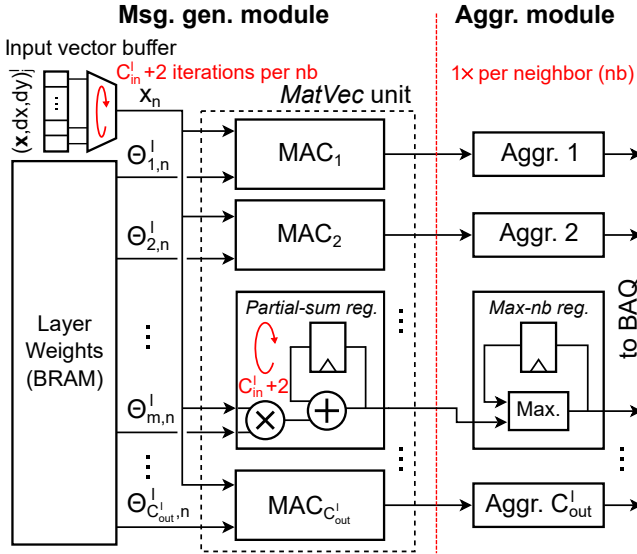 Msg. gen. module
Aggr. module
Input vector buffer
(x,dx,dy)j
...
C^l_in+2 iterations per nb
1× per neighbor (nb)
x_n
MatVec unit
Θ^l_1,n
MAC_1
Aggr. 1
Θ^l_2,n
MAC_2
Aggr. 2
Layer
Weights
(BRAM)
...
Partial-sum reg.
...
Max-nb reg.
to BAQ
C^l_in+2
Θ^l_m,n
×
+
Max.
...
...
...
Θ^l_C^l_out,n
MAC_C^l_out
Aggr. C^l_out